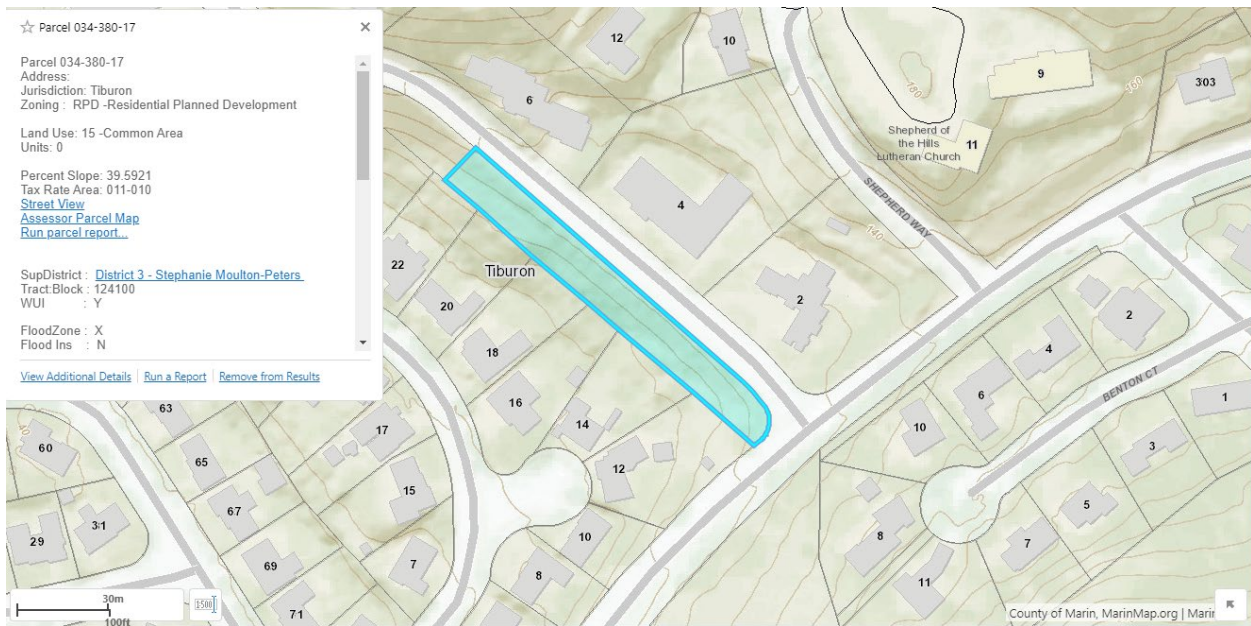 Parcel 034-380-17
Parcel 034-380-17
Address:
Jurisdiction: Tiburon
Zoning : RPD -Residential Planned Development
Land Use: 15 -Common Area
Units: 0
Percent Slope: 39.5921
Tax Rate Area: 011-010
Street View
Assessor Parcel Map
Run parcel report...
SupDistrict : District 3 - Stephanie Moulton-Peters
Tract:Block : 124100
WUI : Y
FloodZone : X
Flood Ins : N
View Additional Details
Run a Report
Remove from Results
12
10
6
9
303
180
160
Shepherd of
the Hills
Lutheran Church
11
4
SHEPHERD WAY
140
22
Tiburon
20
2
2
18
4
16
6
BENTON CT
1
63
14
10
17
3
60
40
65
12
15
5
67
31
29
10
8
7
69
7
8
11
71
30m
100ft
1500
County of Marin, MarinMap.org | Marin